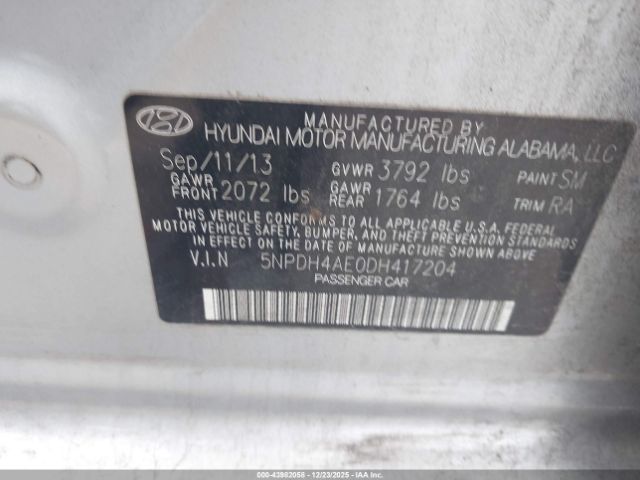 MANUFACTURED BY
HYUNDAI MOTOR MANUFACTURING ALABAMA, LLC
Sep/11/13 GVWR 3792 lbs PAINT SM
GAWR FRONT 2072 lbs GAWR REAR 1764 lbs TRIM RA
THIS VEHICLE CONFORMS TO ALL APPLICABLE U.S.A. FEDERAL
MOTOR VEHICLE SAFETY, BUMPER, AND THEFT PREVENTION STANDARDS
IN EFFECT ON THE DATE OF MANUFACTURE SHOWN ABOVE.
V.I.N 5NPDH4AE0DH417204
PASSENGER CAR
000-43982058 - 12/23/2025 - IAAI.COM